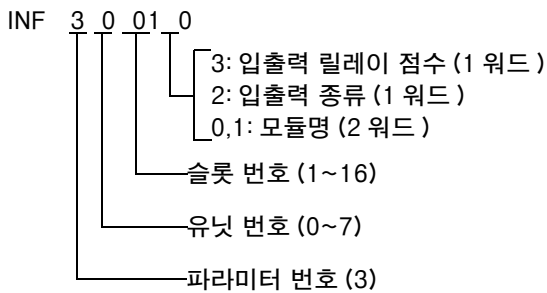 INF 3 0 01 0
3: 입출력 릴레이 점수 (1 워드 )
2: 입출력 종류 (1 워드 )
0,1: 모듈명 (2 워드 )
슬롯 번호 (1~16)
유닛 번호 (0~7)
파라미터 번호 (3)